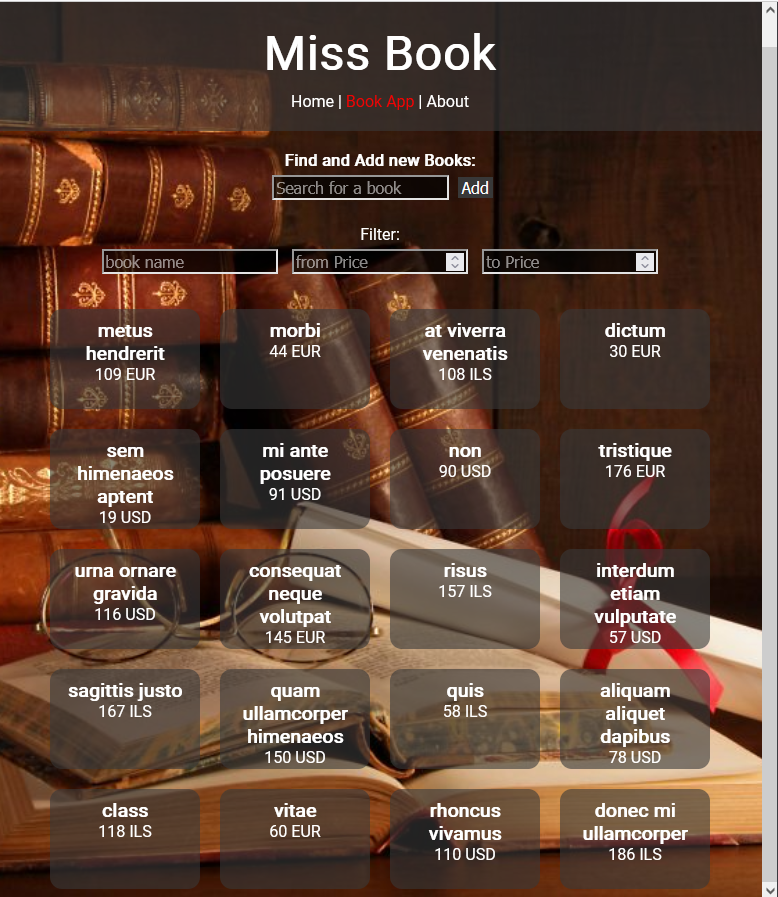 Miss Book
Home | Book App | About
Find and Add new Books:
Search for a book Add
Filter:
book name from Price to Price
metus
hendrerit
109 EUR
morbi
44 EUR
at viverra
venenatis
108 ILS
dictum
30 EUR
sem
himenaeos
aptent
19 USD
mi ante
posuere
91 USD
non
90 USD
tristique
176 EUR
urna ornare
gravida
116 USD
consequat
neque
volutpat
145 EUR
risus
157 ILS
interdum
etiam
vulputate
57 USD
sagittis justo
167 ILS
quam
ullamcorper
himenaeos
150 USD
quis
58 ILS
aliquam
aliquet
dapibus
78 USD
class
118 ILS
vitae
60 EUR
rhoncus
vivamus
110 USD
donec mi
ullamcorper
186 ILS